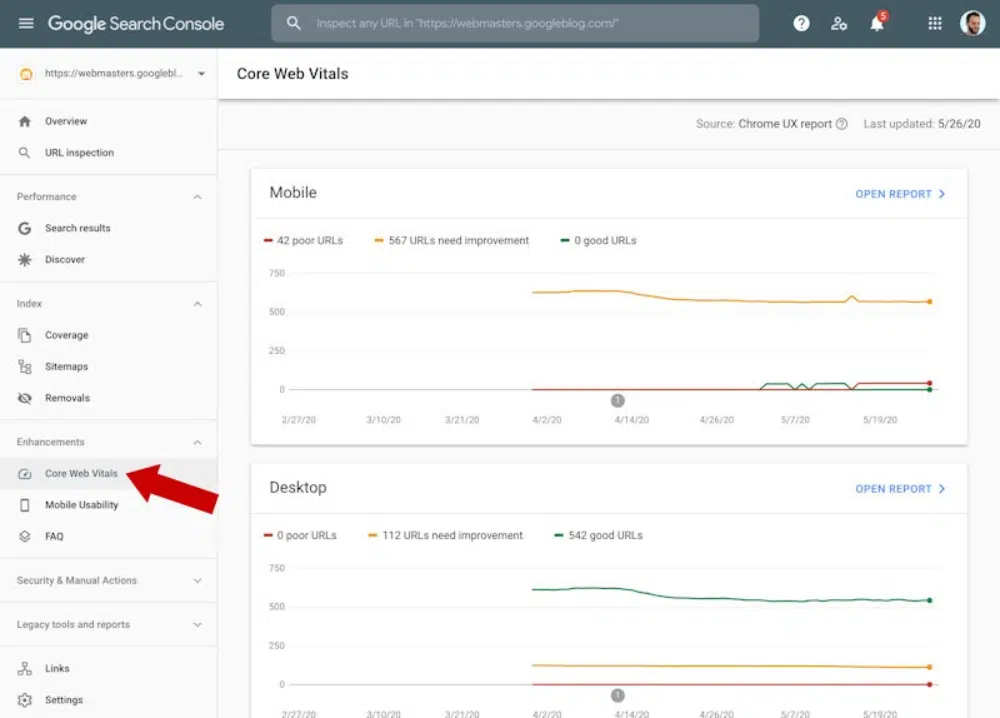 Google Search Console
Inspect any URL in "https://webmasters.googleblog.com/"
5
https://webmasters.googlebl...
Overview
URL inspection
Performance
Search results
Discover
Index
Coverage
Sitemaps
Removals
Enhancements
Core Web Vitals
Mobile Usability
FAQ
Security & Manual Actions
Legacy tools and reports
Links
Settings
Core Web Vitals
Source: Chrome UX report Last updated: 5/26/20
Mobile
OPEN REPORT
42 poor URLs 567 URLs need improvement 0 good URLs
750
500
250
0
1
2/27/20 3/10/20 3/21/20 4/2/20 4/14/20 4/26/20 5/7/20 5/19/20
Desktop
OPEN REPORT
0 poor URLs 112 URLs need improvement 542 good URLs
750
500
250
0
1
2/27/20 3/10/20 3/21/20 4/2/20 4/14/20 4/26/20 5/7/20 5/19/20